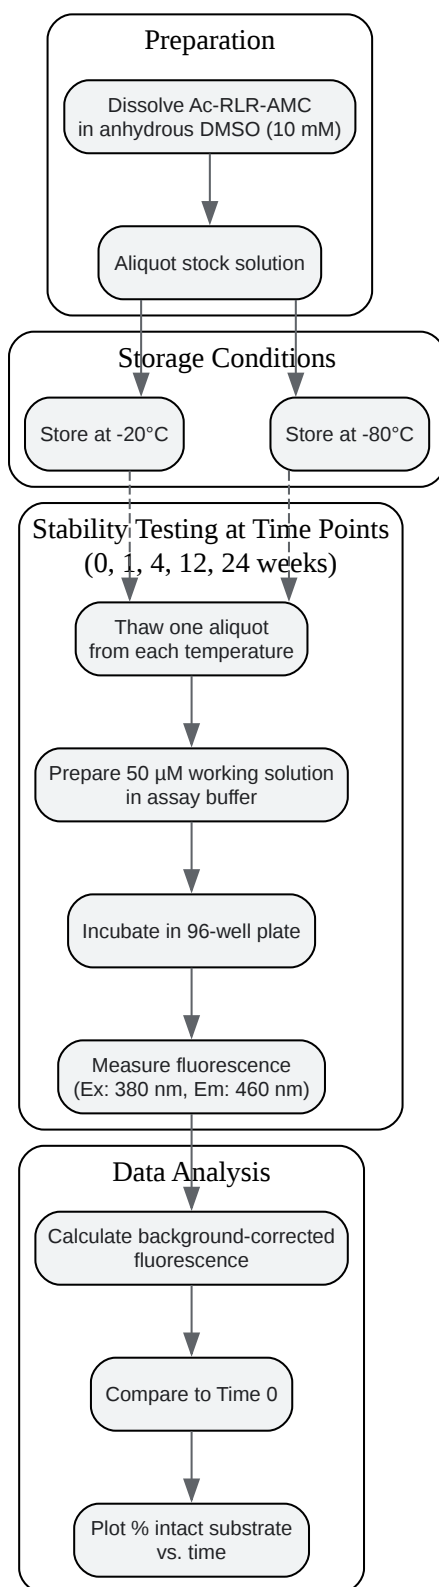 Preparation
Dissolve Ac-RLR-AMC
in anhydrous DMSO (10 mM)
Aliquot stock solution
Storage Conditions
Store at -20°C
Store at -80°C
Stability Testing at Time Points
(0, 1, 4, 12, 24 weeks)
Thaw one aliquot
from each temperature
Prepare 50 µM working solution
in assay buffer
Incubate in 96-well plate
Measure fluorescence
(Ex: 380 nm, Em: 460 nm)
Data Analysis
Calculate background-corrected
fluorescence
Compare to Time 0
Plot % intact substrate
vs. time